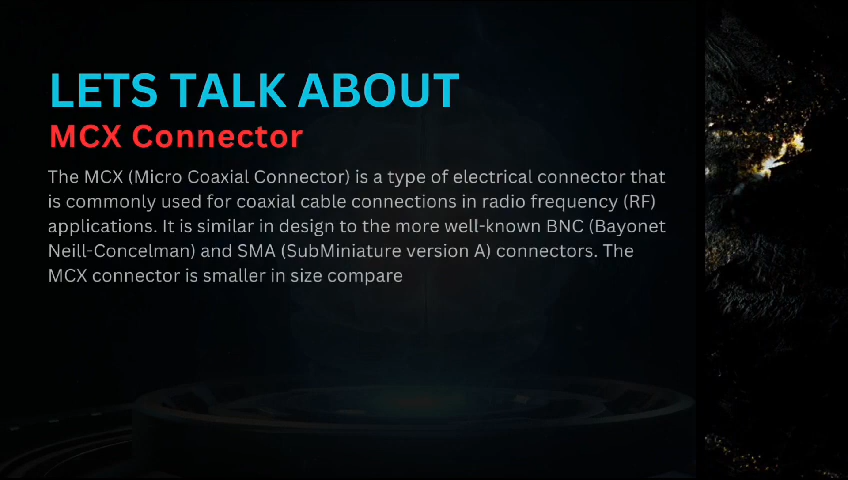 LETS TALK ABOUT
MCX Connector
The MCX (Micro Coaxial Connector) is a type of electrical connector that
is commonly used for coaxial cable connections in radio frequency (RF)
applications. It is similar in design to the more well-known BNC (Bayonet
Neill-Concelman) and SMA (SubMiniature version A) connectors. The
MCX connector is smaller in size compare